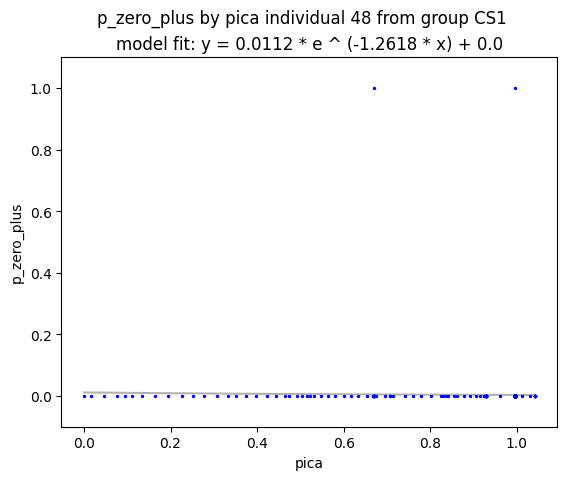 p_zero_plus by pica individual 48 from group CS1
model fit: y = 0.0112 * e ^ (-1.2618 * x) + 0.0
1.0
0.8
0.6
0.4
0.2
0.0
p_zero_plus
0.0 0.2 0.4 0.6 0.8 1.0
pica